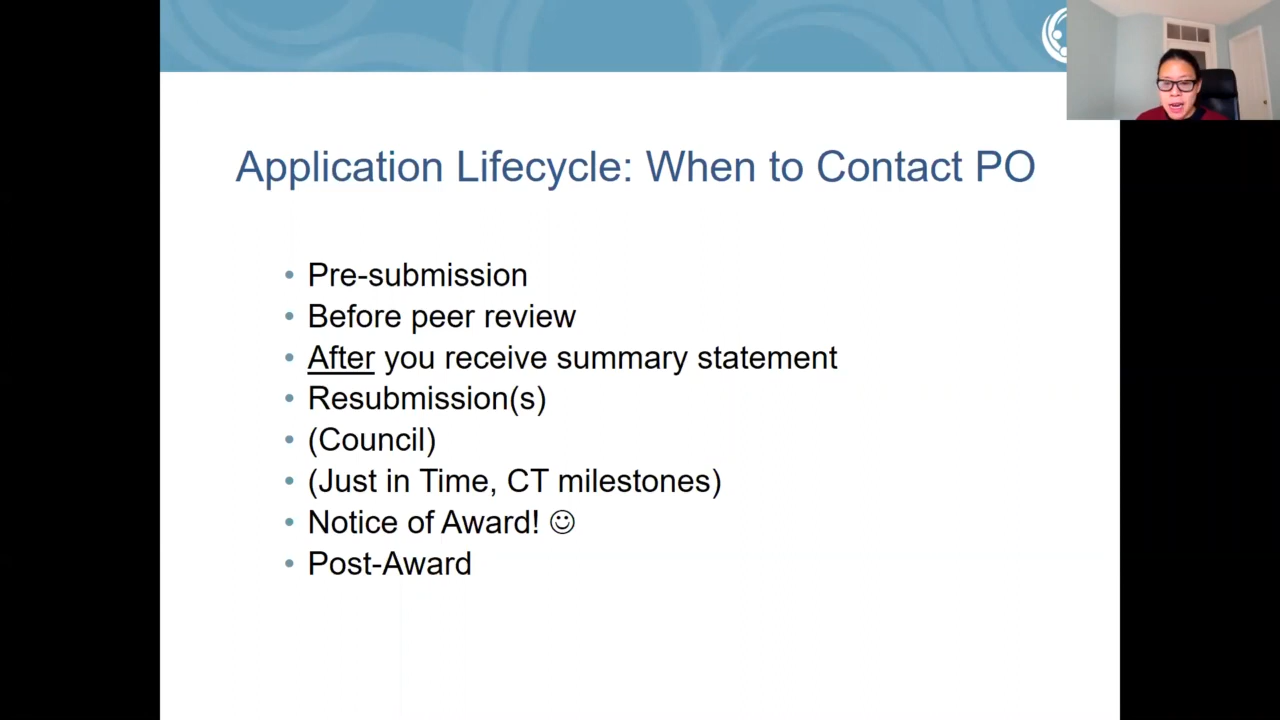 Application Lifecycle: When to Contact PO
• Pre-submission
• Before peer review
• After you receive summary statement
• Resubmission(s)
• (Council)
• (Just in Time, CT milestones)
• Notice of Award! ☺
• Post-Award